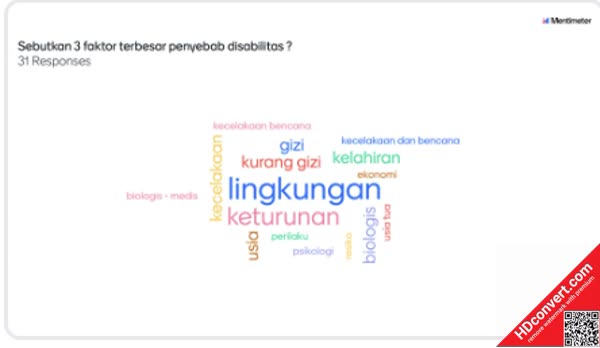 Mentimeter
Sebutkan 3 faktor terbesar penyebab disabilitas ?
31 Responses
kecelakaan bencana
kecelakaan dan bencana
gizi
kecelakaan
kurang gizi
kelahiran
ekonomi
lingkungan
biologis - medis
keturunan
usia
perilaku
psikologi
resiko
biologis
usia tua
HDconvert.com
remove watermark with premium